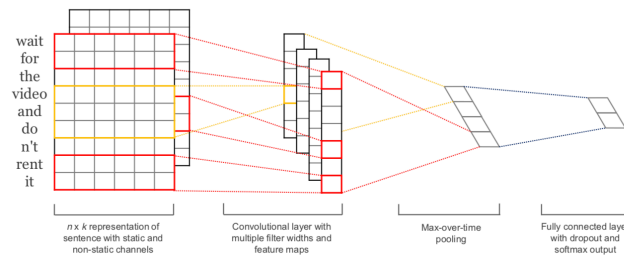 wait
for
the
video
and
do
n't
rent
it
n x k representation of
sentence with static and
non-static channels
Convolutional layer with
multiple filter widths and
feature maps
Max-over-time
pooling
Fully connected layer
with dropout and
softmax output